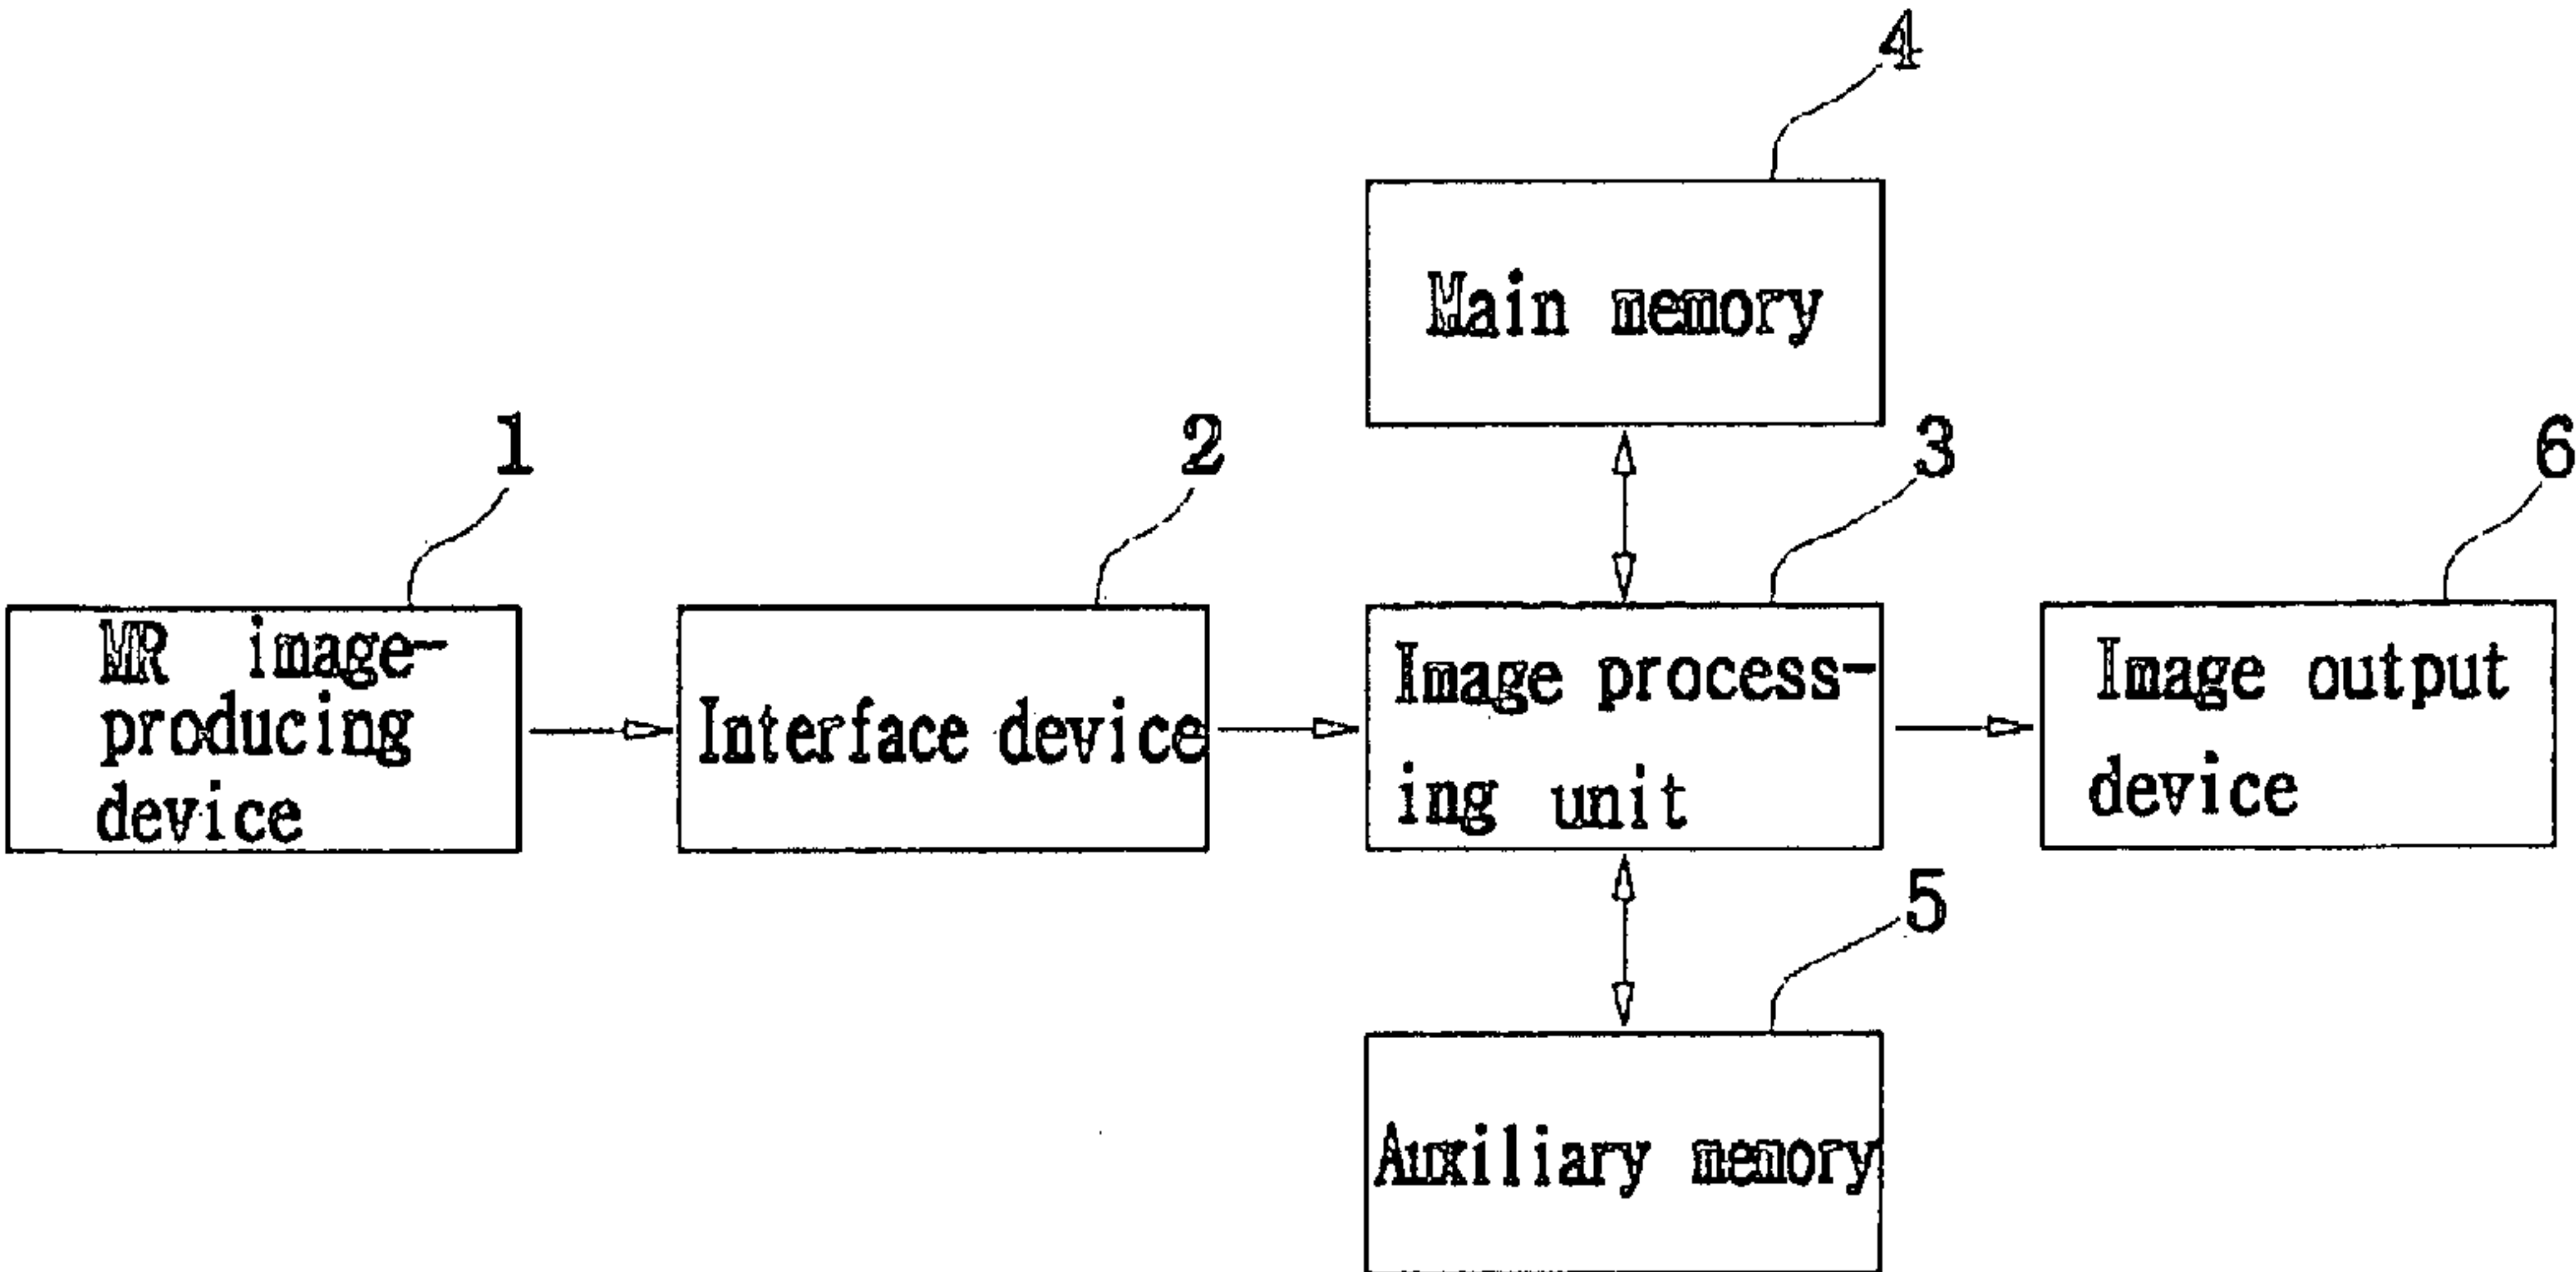 4
Main memory
1
2
3
6
MR image-
producing
device
Interface device
Image process-
ing unit
Image output
device
5
Auxiliary memory